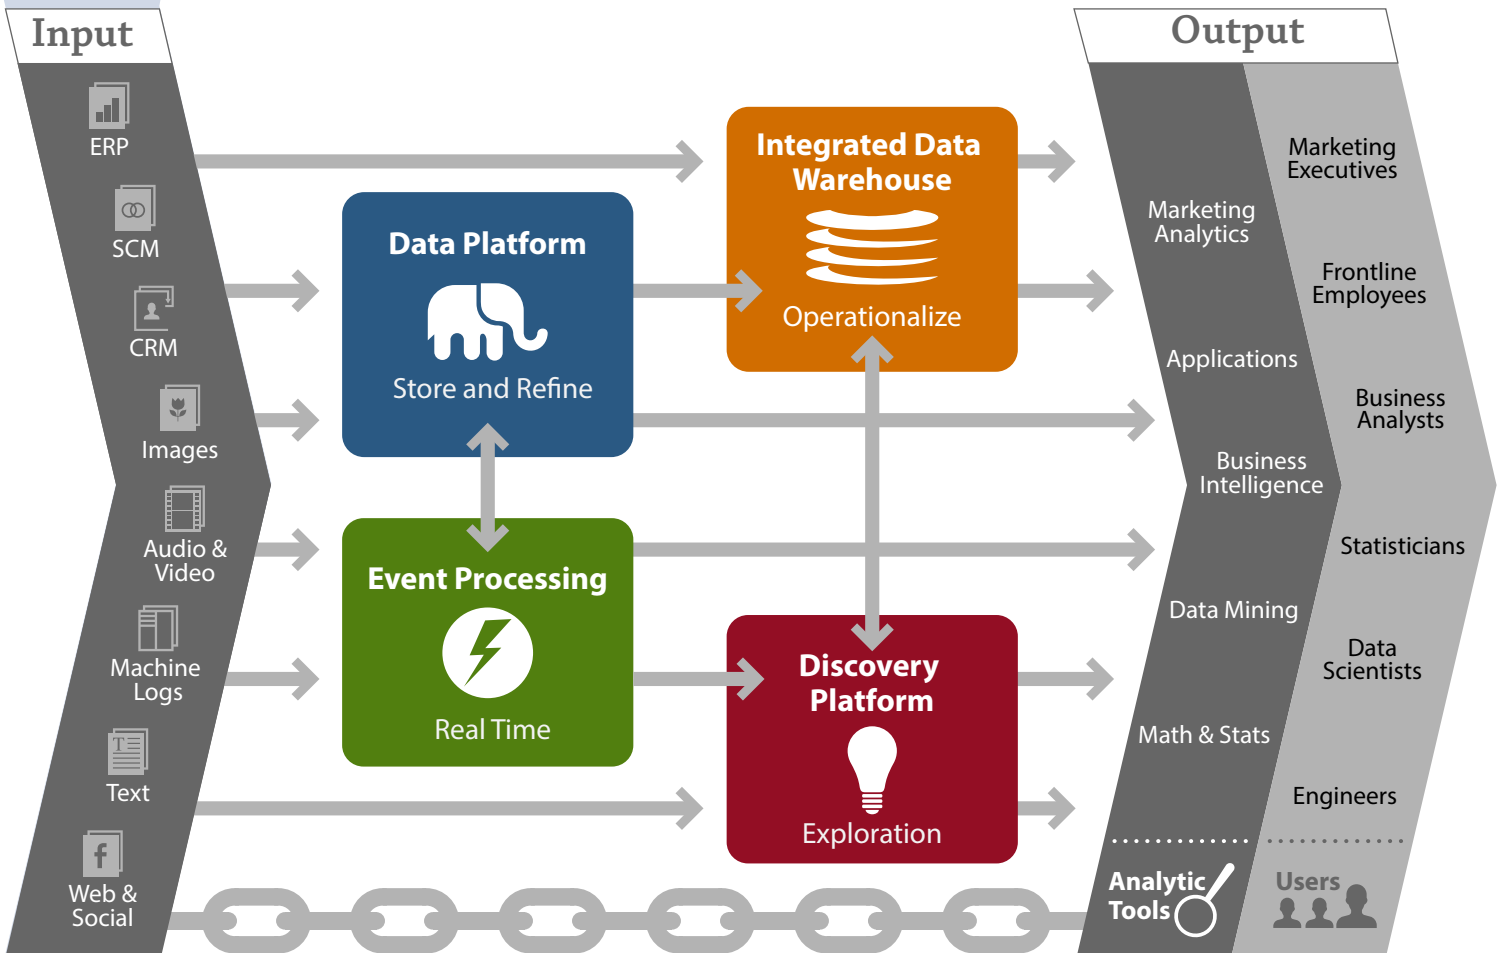 Input
ERP
SCM
CRM
Images
Audio &
Video
Machine
Logs
T
Text
f
Web &
Social
Data Platform
Store and Refine
Event Processing
Real Time
Integrated Data
Warehouse
Operationalize
Discovery
Platform
Exploration
Output
Marketing
Analytics
Applications
Business
Intelligence
Data Mining
Math & Stats
Analytic
Tools
Marketing
Executives
Frontline
Employees
Business
Analysts
Statisticians
Data
Scientists
Engineers
Users